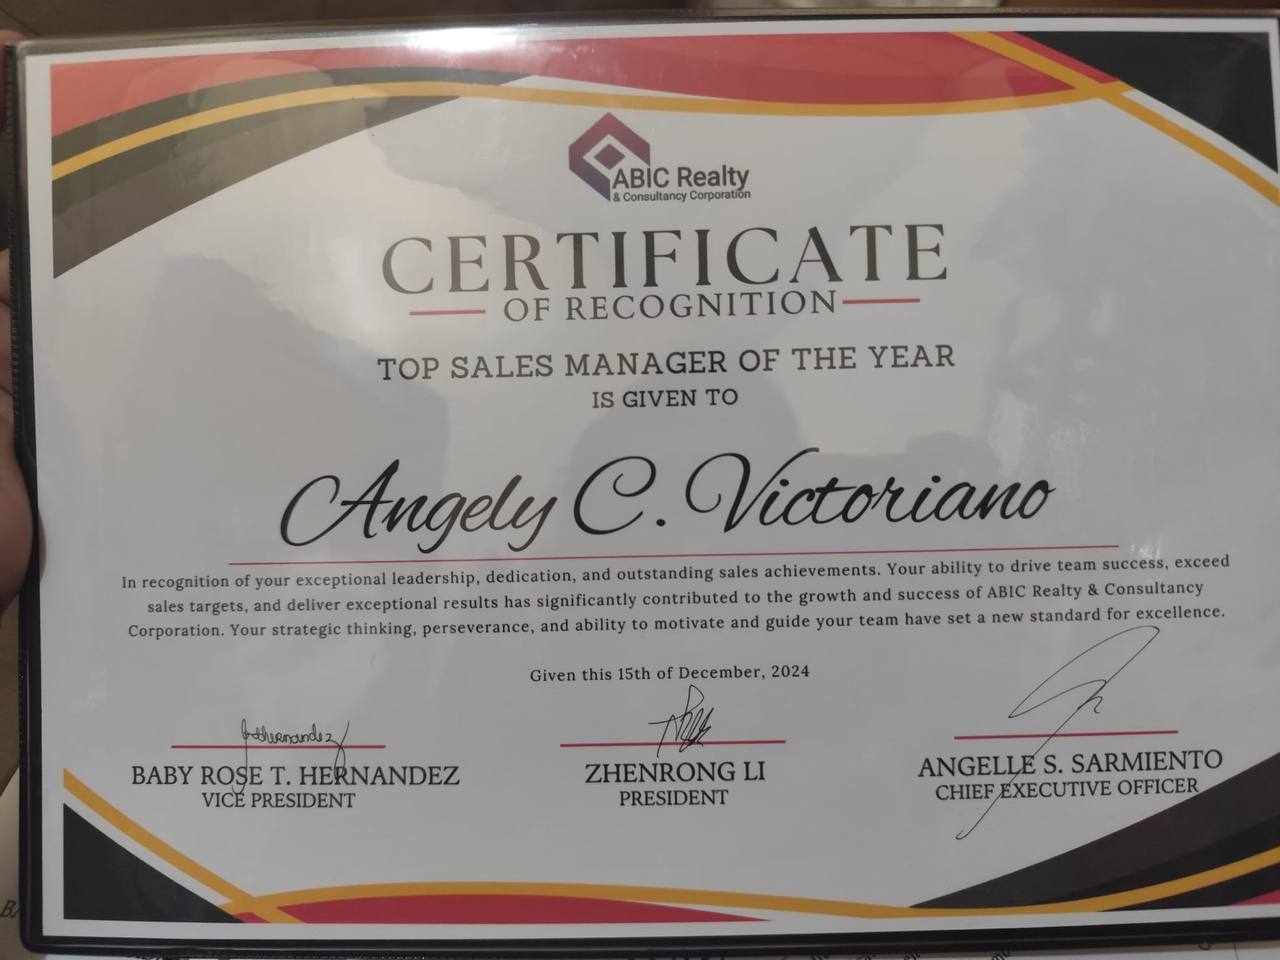 ABIC Realty
& Consultancy Corporation
CERTIFICATE
OF RECOGNITION
TOP SALES MANAGER OF THE YEAR
IS GIVEN TO
Angely C. Victoriano
In recognition of your exceptional leadership, dedication, and outstanding sales achievements. Your ability to drive team success, exceed
sales targets, and deliver exceptional results has significantly contributed to the growth and success of ABIC Realty & Consultancy
Corporation. Your strategic thinking, perseverance, and ability to motivate and guide your team have set a new standard for excellence.
Given this 15th of December, 2024
BABY ROSE T. HERNANDEZ
VICE PRESIDENT
ZHENRONG LI
PRESIDENT
ANGELLE S. SARMIENTO
CHIEF EXECUTIVE OFFICER